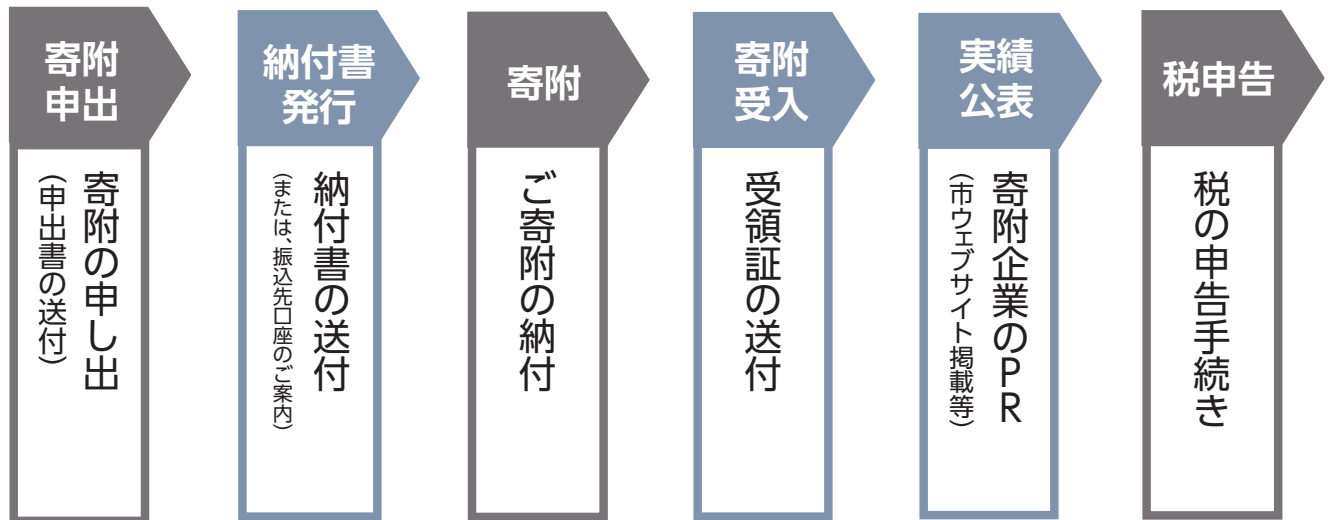 寄附
申出
寄附の申し出
（申出書の送付）
納付書
発行
納付書の送付
（または、振込先口座のご案内）
寄附
ご寄附の納付
寄附
受入
受領証の送付
実績
公表
寄附企業のPR
（市ウェブサイト掲載等）
税申告
税の申告手続き